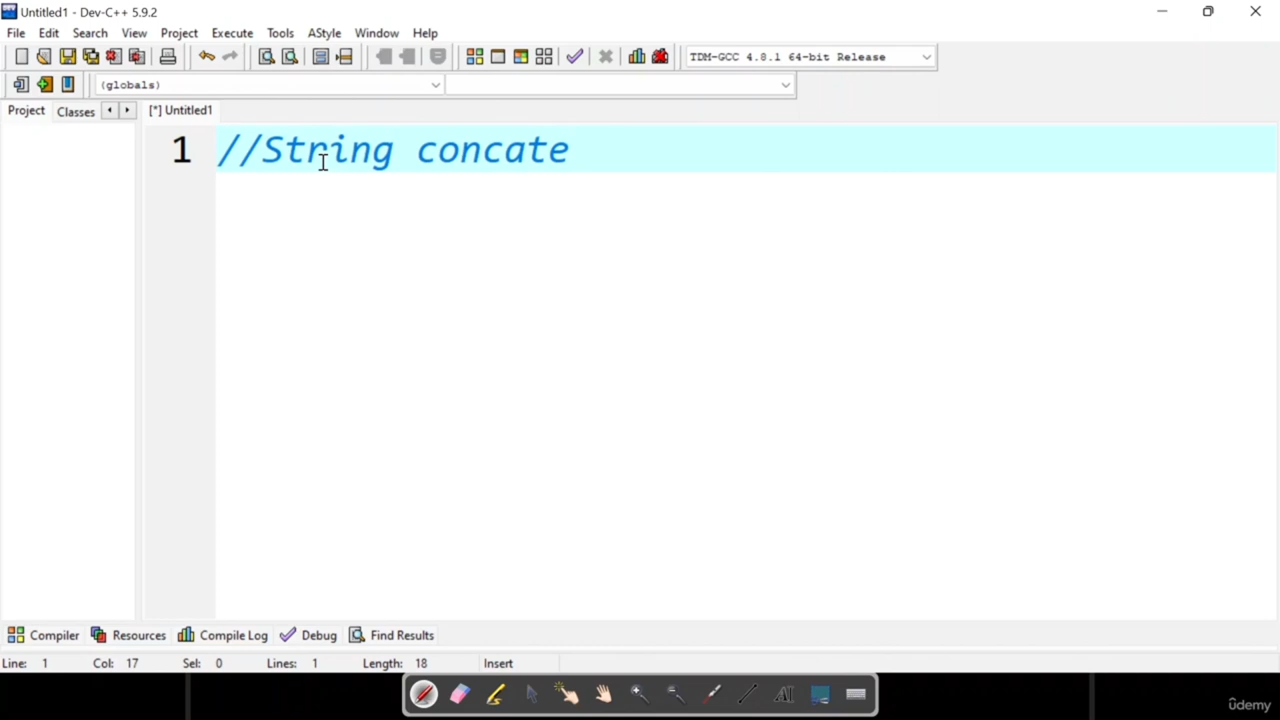 Untitled1 - Dev-C++ 5.9.2
File Edit Search View Project Execute Tools AStyle Window Help
TDM-GCC 4.8.1 64-bit Release
(globals)
Project Classes [*] Untitled1
1 //String concate
Compiler Resources Compile Log Debug Find Results
Line: 1 Col: 17 Sel: 0 Lines: 1 Length: 18 Insert
AI
ûdemy